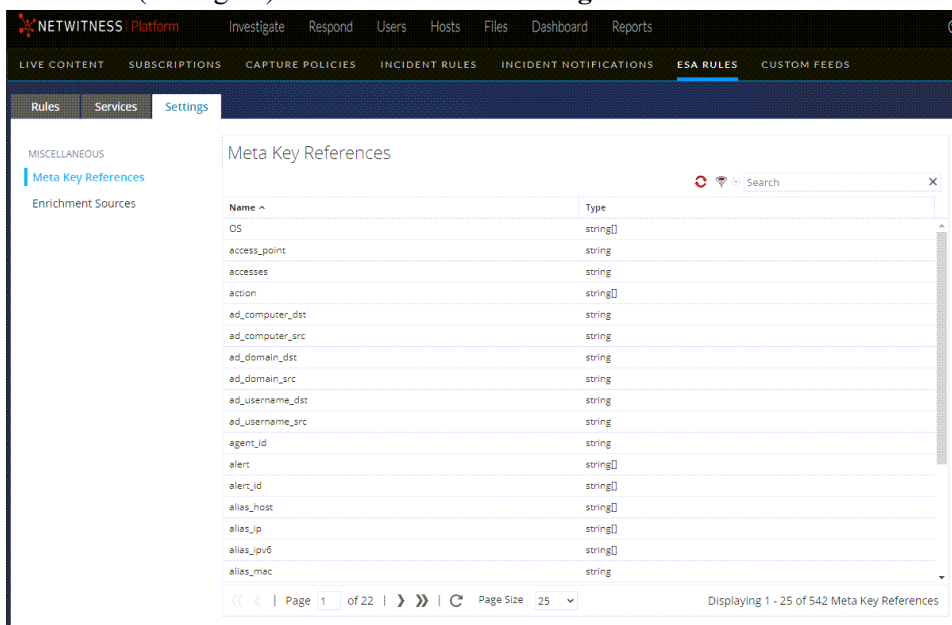 NETWITNESS Platform Investigate Respond Users Hosts Files Dashboard Reports
LIVE CONTENT SUBSCRIPTIONS CAPTURE POLICIES INCIDENT RULES INCIDENT NOTIFICATIONS ESA RULES CUSTOM FEEDS
Rules Services Settings
MISCELLANEOUS
Meta Key References
Enrichment Sources
Meta Key References
Search
Name Type
OS string[]
access_point string
accesses string
action string[]
ad_computer_dst string
ad_computer_src string
ad_domain_dst string
ad_domain_src string
ad_username_dst string
ad_username_src string
agent_id string
alert string[]
alert_id string[]
alias_host string[]
alias_ip string[]
alias_ipv6 string[]
alias_mac string
Page 1 of 22 Page Size 25 Displaying 1 - 25 of 542 Meta Key References